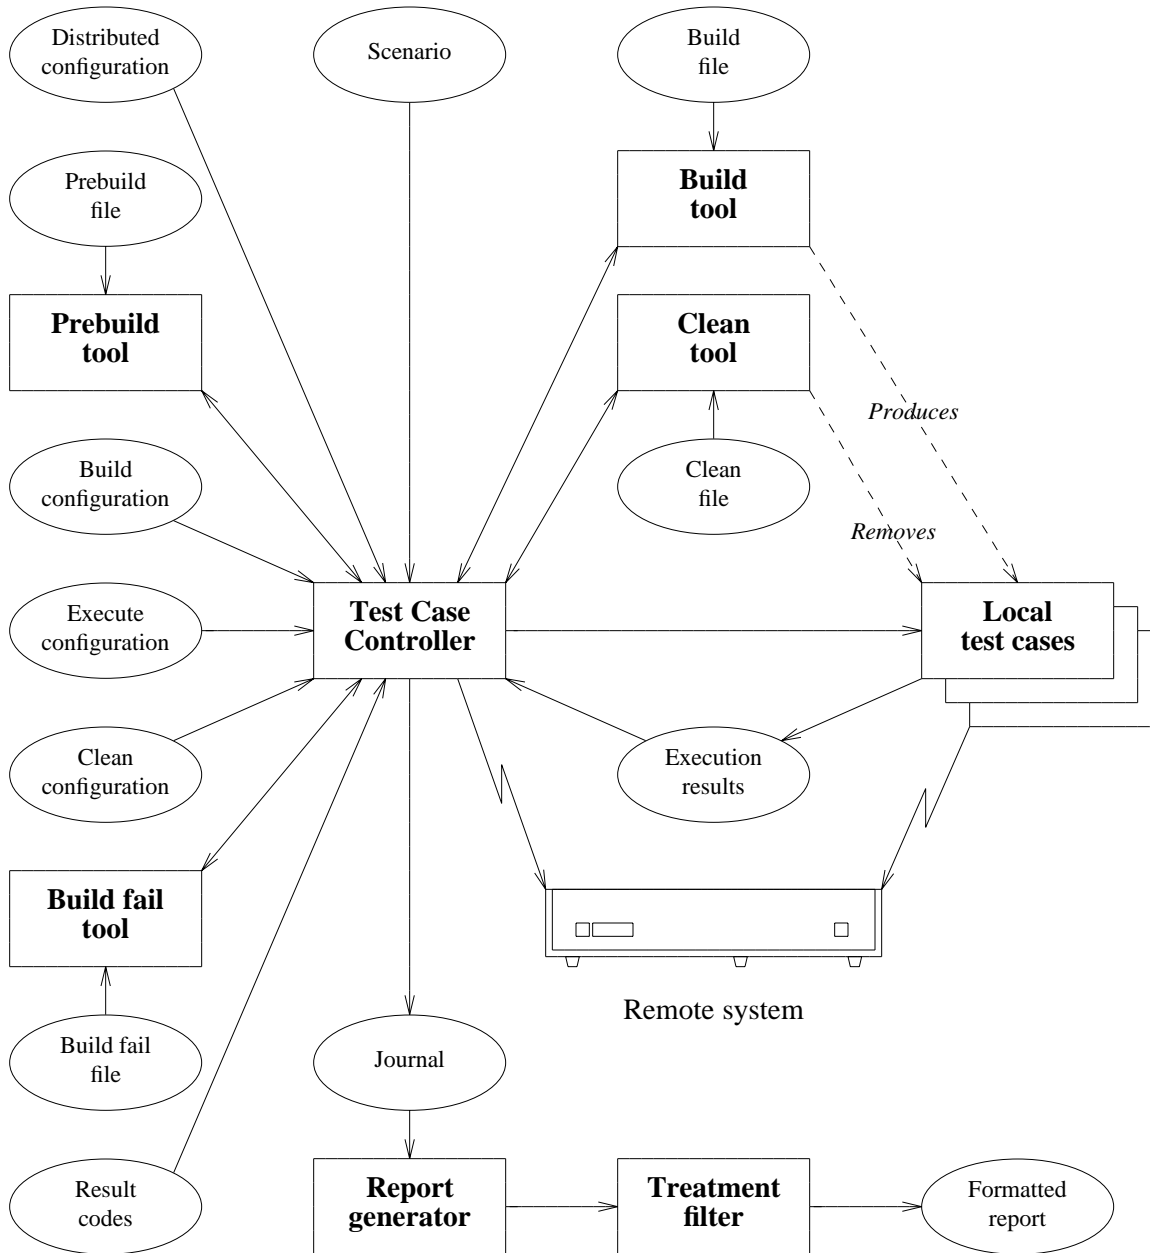 Distributed
configuration
Scenario
Build
file
Prebuild
file
Build
tool
Prebuild
tool
Clean
tool
Produces
Build
configuration
Clean
file
Removes
Execute
configuration
Test Case
Controller
Local
test cases
Clean
configuration
Execution
results
Build fail
tool
Remote system
Build fail
file
Journal
Result
codes
Report
generator
Treatment
filter
Formatted
report